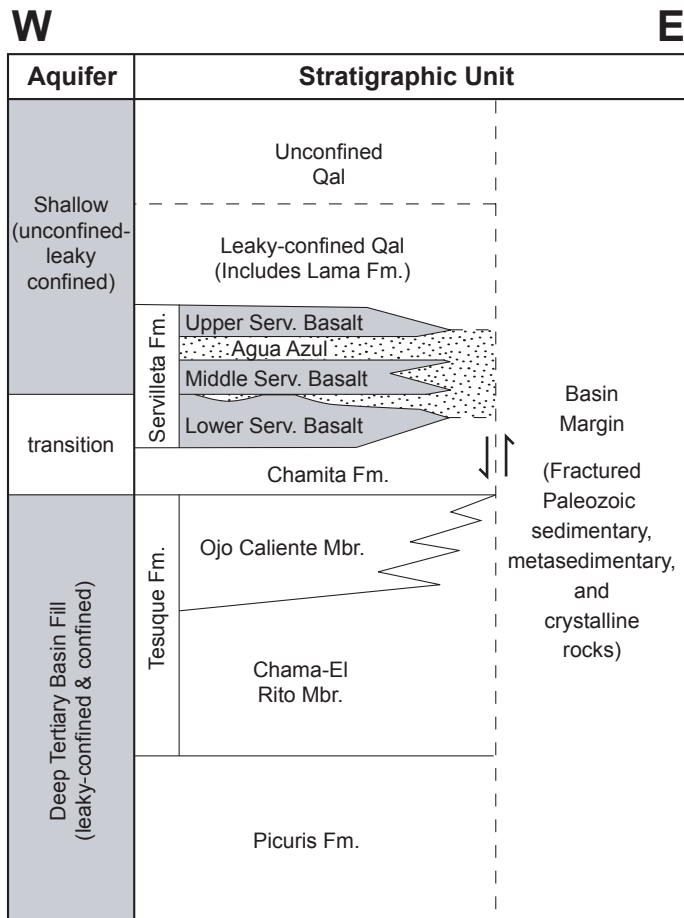 W
E
Aquifer
Stratigraphic Unit
Shallow
(unconfined-
leaky
confined)
transition
Deep Tertiary Basin Fill
(leaky-confined & confined)
Unconfined
Qal
Leaky-confined Qal
(Includes Lama Fm.)
Servilleta Fm.
Upper Serv. Basalt
Agua Azul
Middle Serv. Basalt
Lower Serv. Basalt
Chamita Fm.
Tesuque Fm.
Ojo Caliente Mbr.
Chama-El
Rito Mbr.
Picuris Fm.
Basin
Margin
(Fractured
Paleozoic
sedimentary,
metasedimentary,
and
crystalline
rocks)